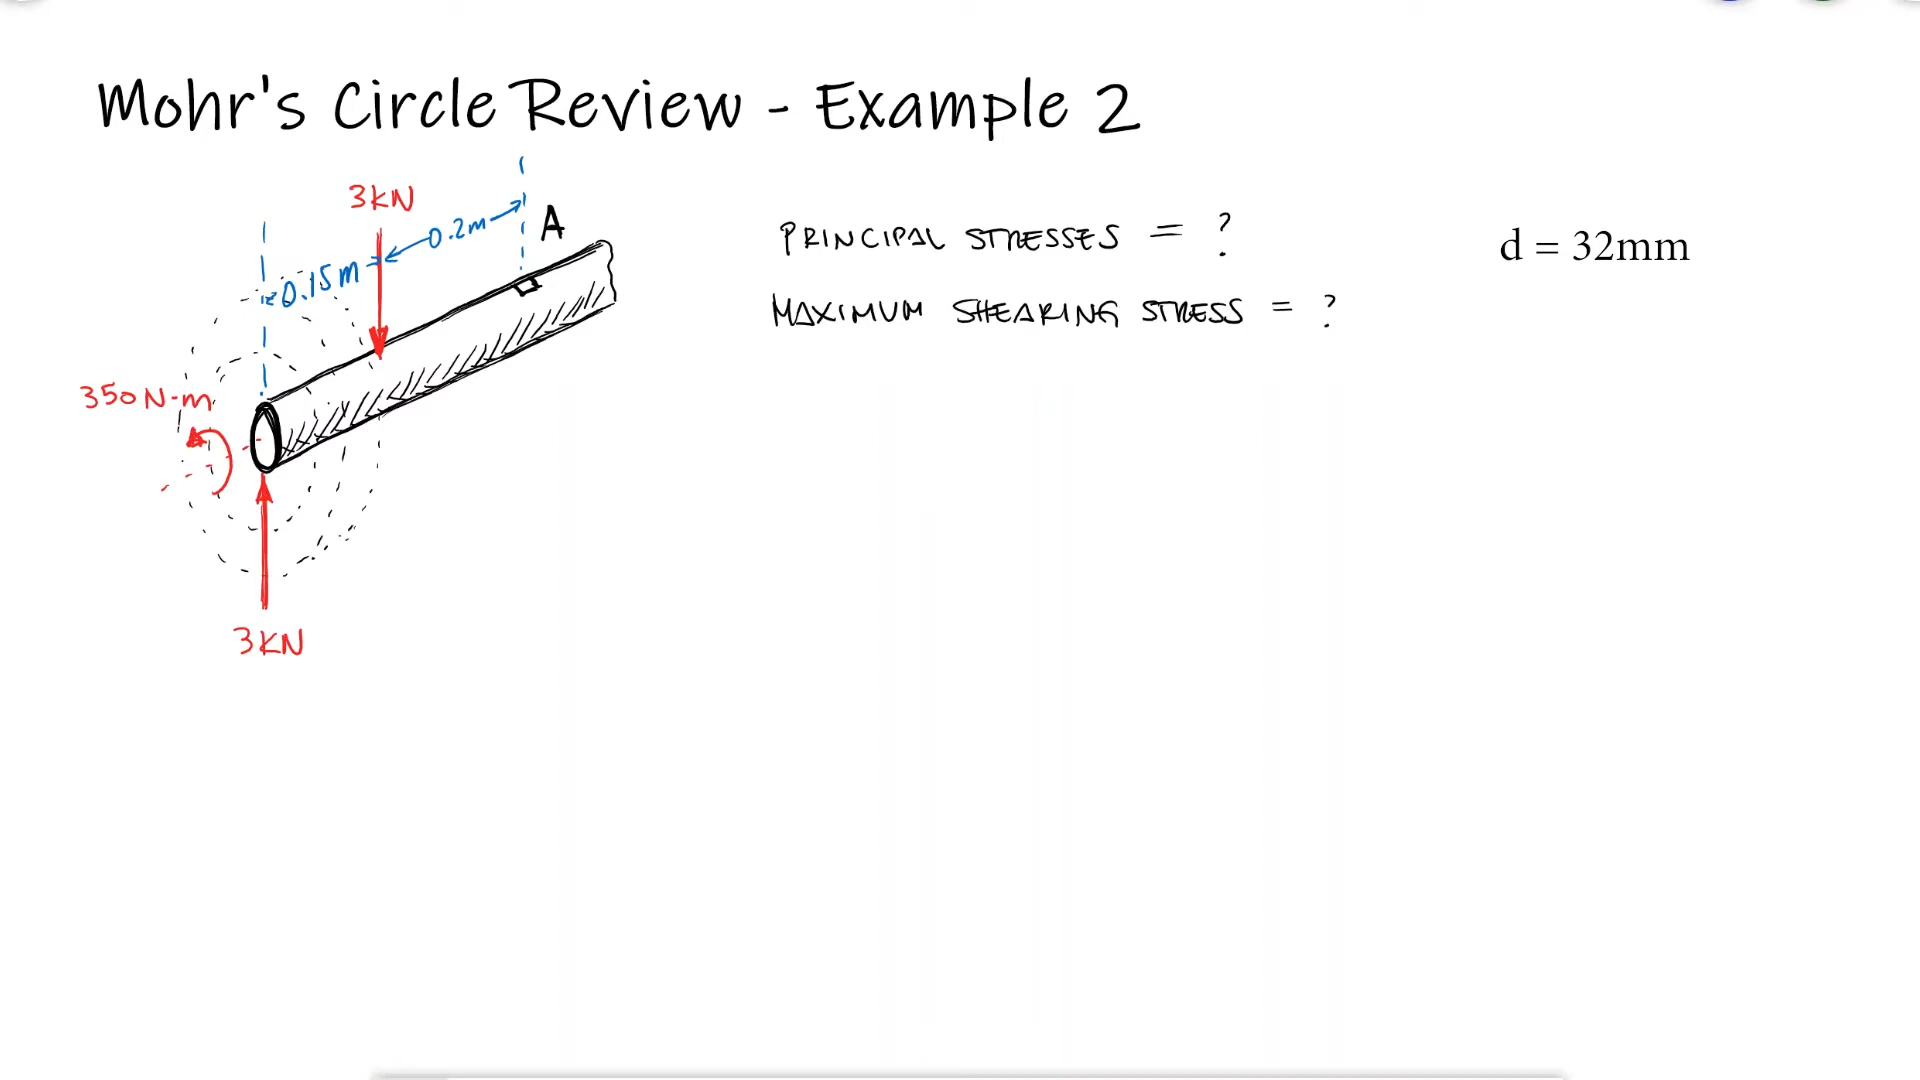 Mohr's Circle Review - Example 2
3KN
0.2m
A
0.15m
350N·m
3KN
PRINCIPAL STRESSES = ?
MAXIMUM SHEARING STRESS = ?
d = 32mm